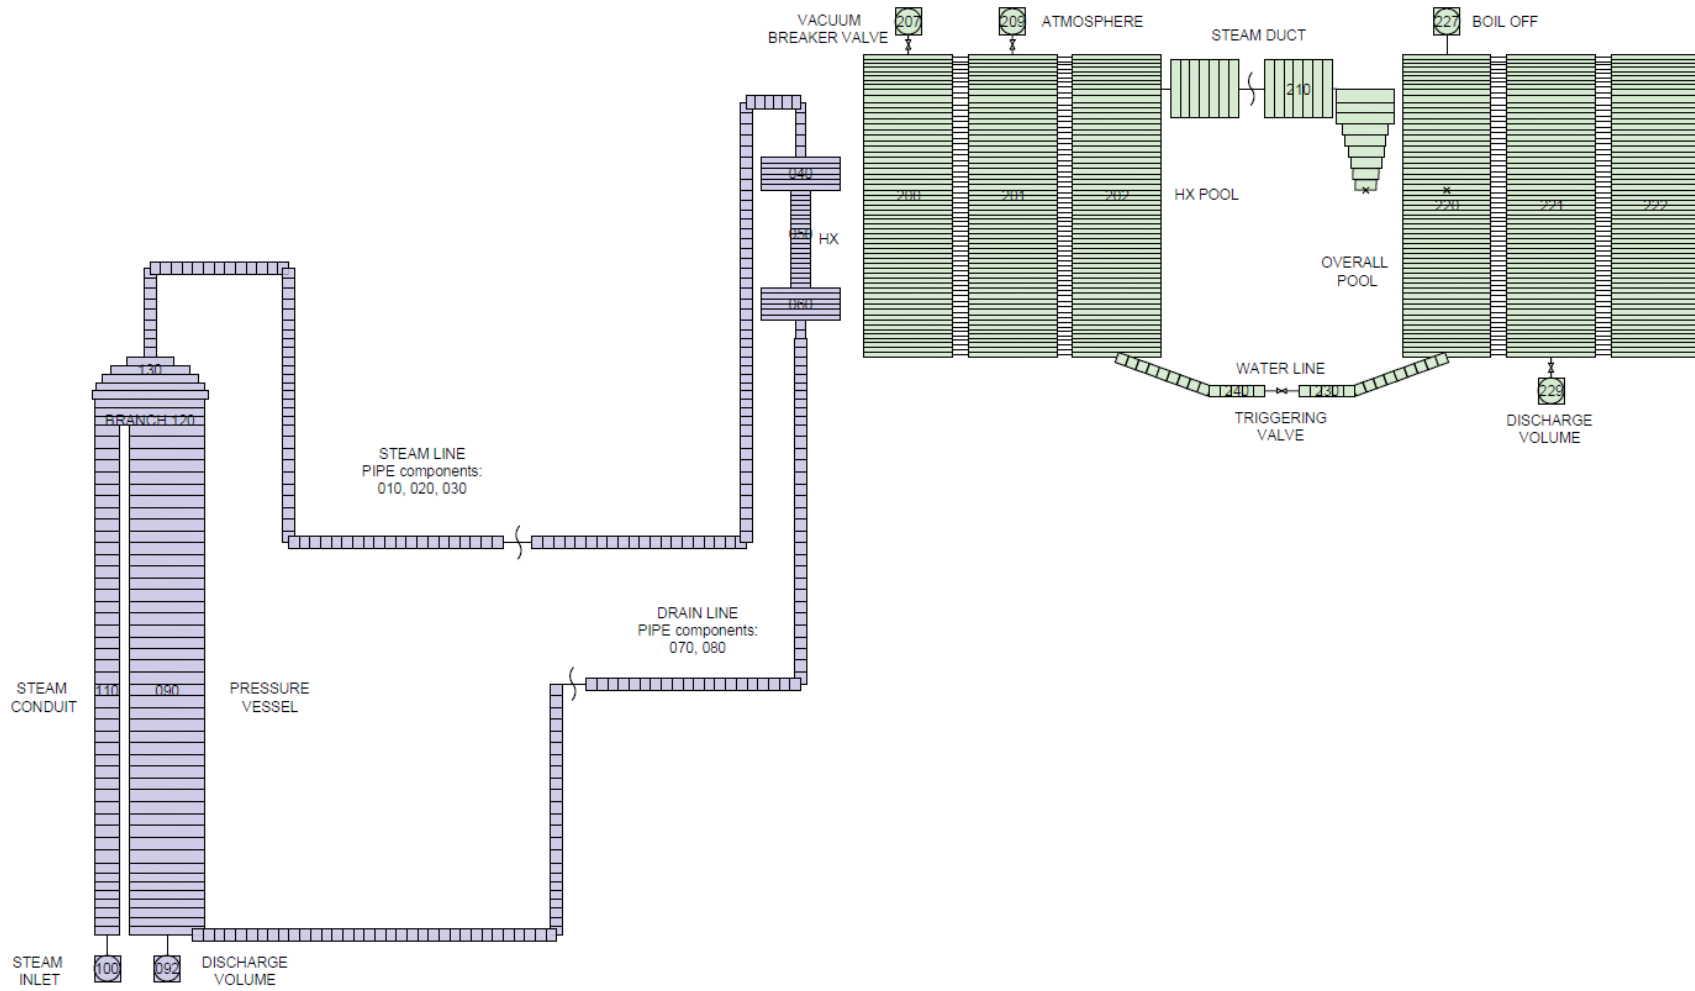 VACUUM
BREAKER VALVE
207
209
ATMOSPHERE
STEAM DUCT
227
BOIL OFF
210
040
200
201
202
HX POOL
220
221
222
050
HX
OVERALL
POOL
060
130
WATER LINE
240
230
229
BRANCH 120
TRIGGERING
VALVE
DISCHARGE
VOLUME
STEAM LINE
PIPE components:
010, 020, 030
DRAIN LINE
PIPE components:
070, 080
STEAM
CONDUIT
110
090
PRESSURE
VESSEL
STEAM
INLET
100
092
DISCHARGE
VOLUME